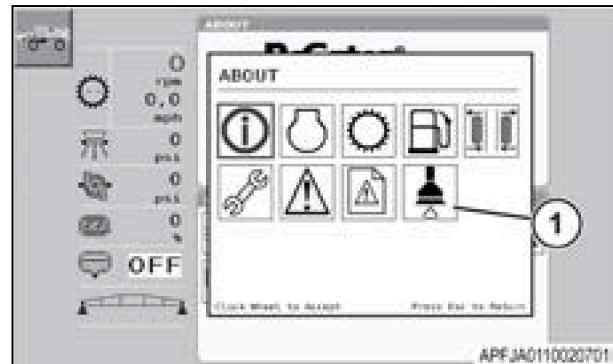 ABOUT
ABOUT
0
rpm
0.0
mph
0
psi
0
psi
0
%
OFF
Click Wheel to Accept
Press Esc to Return
1
APFJA0110020701